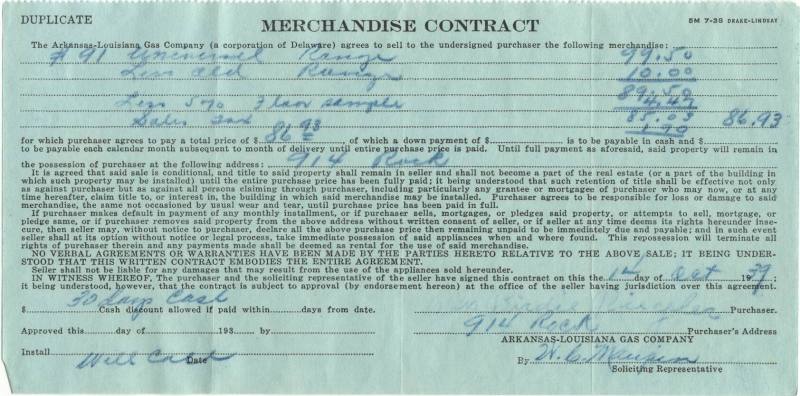 DUPLICATE
5M 7-38 DRAKE-LINDSAY
MERCHANDISE CONTRACT
The Arkansas-Louisiana Gas Company (a corporation of Delaware) agrees to sell to the undersigned purchaser the following merchandise:
# 91 Universal Range 99.50
Less old Range 10.00
89.50
Less 5% Floor sample 4.47
85.03 86.93
Sales Tax 1.90
for which purchaser agrees to pay a total price of $ 86 93, of which a down payment of $ is to be payable in cash and $
to be payable each calendar month subsequent to month of delivery until entire purchase price is paid. Until full payment as aforesaid, said property will remain in
the possession of purchaser at the following address: 914 Rock
It is agreed that said sale is conditional, and title to said property shall remain in seller and shall not become a part of the real estate (or a part of the building in
which such property may be installed) until the entire purchase price has been fully paid; it being understood that such retention of title shall be effective not only
as against purchaser but as against all persons claiming through purchaser, including particularly any grantee or mortgagee of purchaser who may now, or at any
time hereafter, claim title to, or interest in, the building in which said merchandise may be installed. Purchaser agrees to be responsible for loss or damage to said
merchandise, the same not occasioned by usual wear and tear, until purchase price has been paid in full.
If purchaser makes default in payment of any monthly installment, or if purchaser sells, mortgages, or pledges said property, or attempts to sell, mortgage, or
pledge same, or if purchaser removes said property from the above address without written consent of seller, or if seller at any time deems its rights hereunder inse-
cure, then seller may, without notice to purchaser, declare all the above purchase price then remaining unpaid to be immediately due and payable; and in such event
seller shall at its option without notice or legal process, take immediate possession of said appliances when and where found. This repossession will terminate all
rights of purchaser therein and any payments made shall be deemed as rental for the use of said merchandise.
NO VERBAL AGREEMENTS OR WARRANTIES HAVE BEEN MADE BY THE PARTIES HERETO RELATIVE TO THE ABOVE SALE; IT BEING UNDER-
STOOD THAT THIS WRITTEN CONTRACT EMBODIES THE ENTIRE AGREEMENT.
Seller shall not be liable for any damages that may result from the use of the appliances sold hereunder.
IN WITNESS WHEREOF, The purchaser and the soliciting representative of the seller have signed this contract on this the 14 day of Oct 1939;
it being understood, however, that the contract is subject to approval (by endorsement hereon) at the office of the seller having jurisdiction over this agreement.
30 days Cash
$ Cash discount allowed if paid within days from date.
Purchaser.
914 Rock
Purchaser's Address
Approved this day of 193 by
ARKANSAS-LOUISIANA GAS COMPANY
Install Will Call
Date
By W. C.
Soliciting Representative